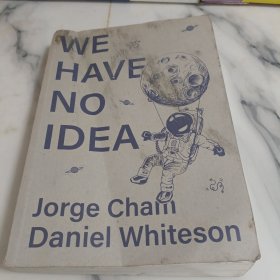 WE
HAVE
NO
IDEA
Jorge Cham
Daniel Whiteson